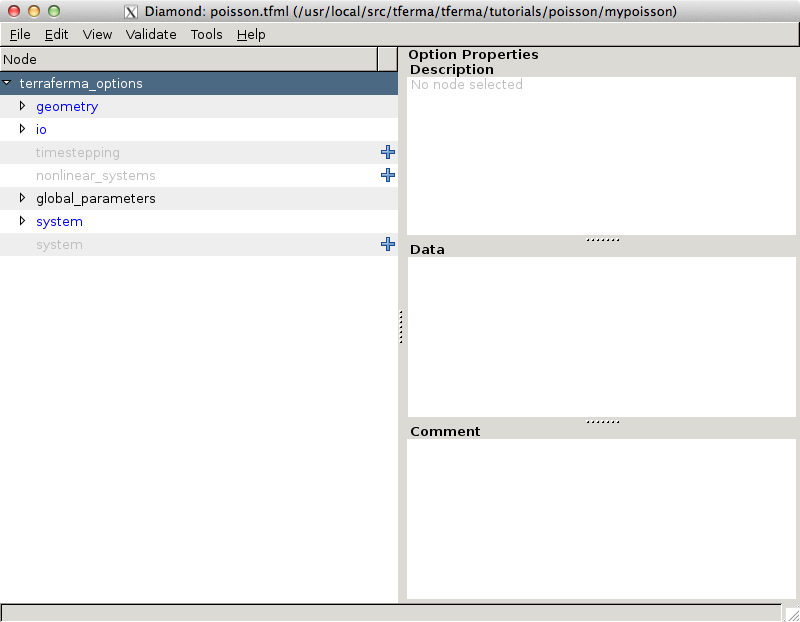 Diamond: poisson.tfml (/usr/local/src/tferma/tferma/tutorials/poisson/mypoisson)
File Edit View Validate Tools Help
Node
terraferma_options
geometry
io
timestepping
nonlinear_systems
global_parameters
system
system
Option Properties
Description
No node selected
Data
Comment